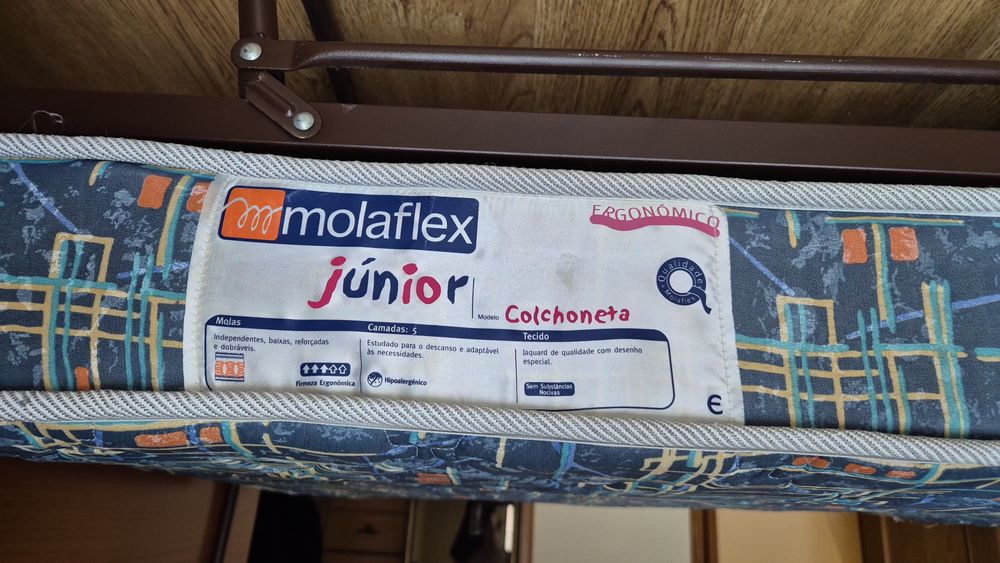 molaflex
ERGONÓMICO
júnior
Qualidade
Molaflex
Modelo Colchoneta
Molas
Independentes, baixas, reforçadas
e dobráveis.
Firmeza Ergonómica
Camadas: 5
Estudado para o descanso e adaptável
às necessidades.
Hipoalergénico
Tecido
Jaquard de qualidade com desenho
especial.
Sem Substâncias
Nocivas
€